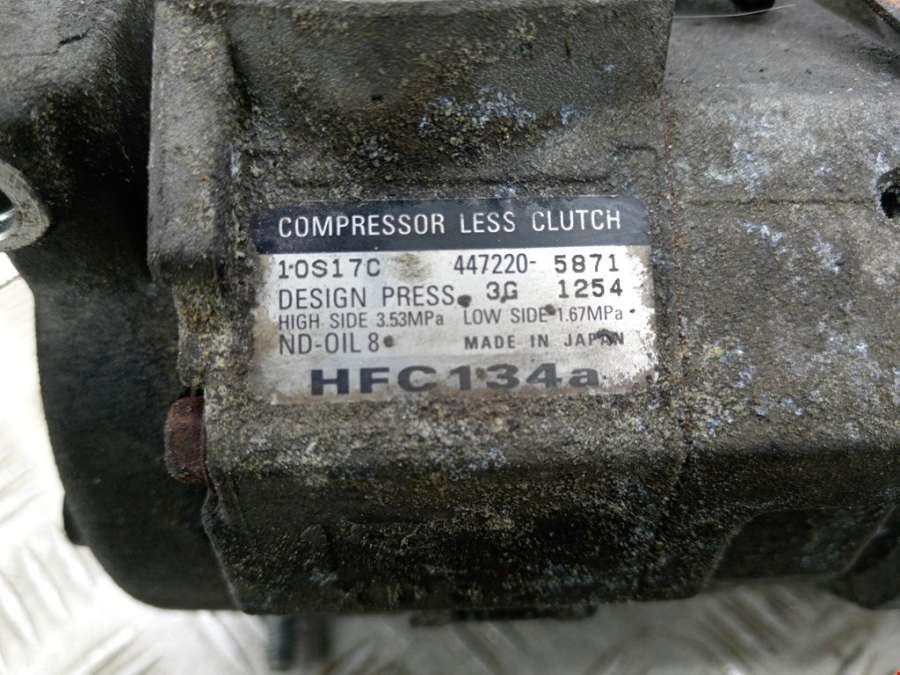 COMPRESSOR LESS CLUTCH
10S17C 447220- 5871
DESIGN PRESS. 3G 1254
HIGH SIDE 3.53MPa LOW SIDE 1.67MPa
ND-OIL 8 MADE IN JAPAN
HFC134a